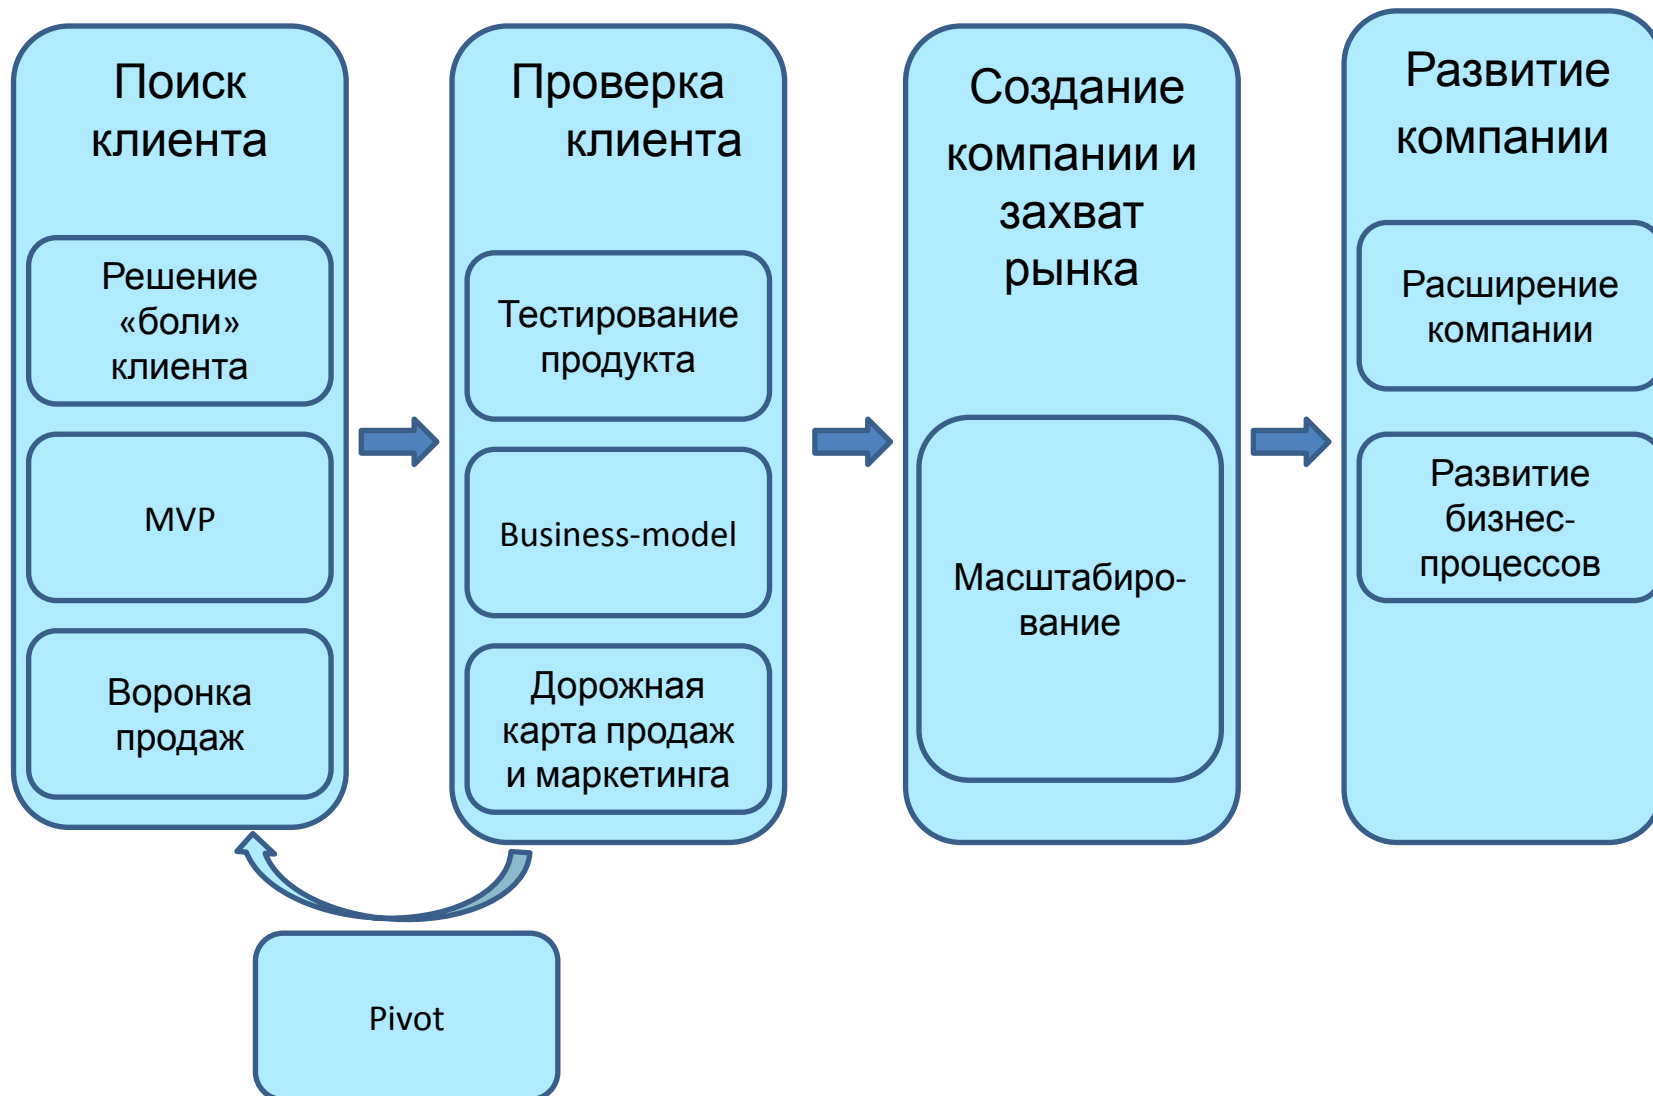 Поиск
клиента
Решение
«боли»
клиента
MVP
Воронка
продаж
Проверка
клиента
Тестирование
продукта
Business-model
Дорожная
карта продаж
и маркетинга
Создание
компании и
захват
рынка
Масштабиро-
вание
Развитие
компании
Расширение
компании
Развитие
бизнес-
процессов
Pivot